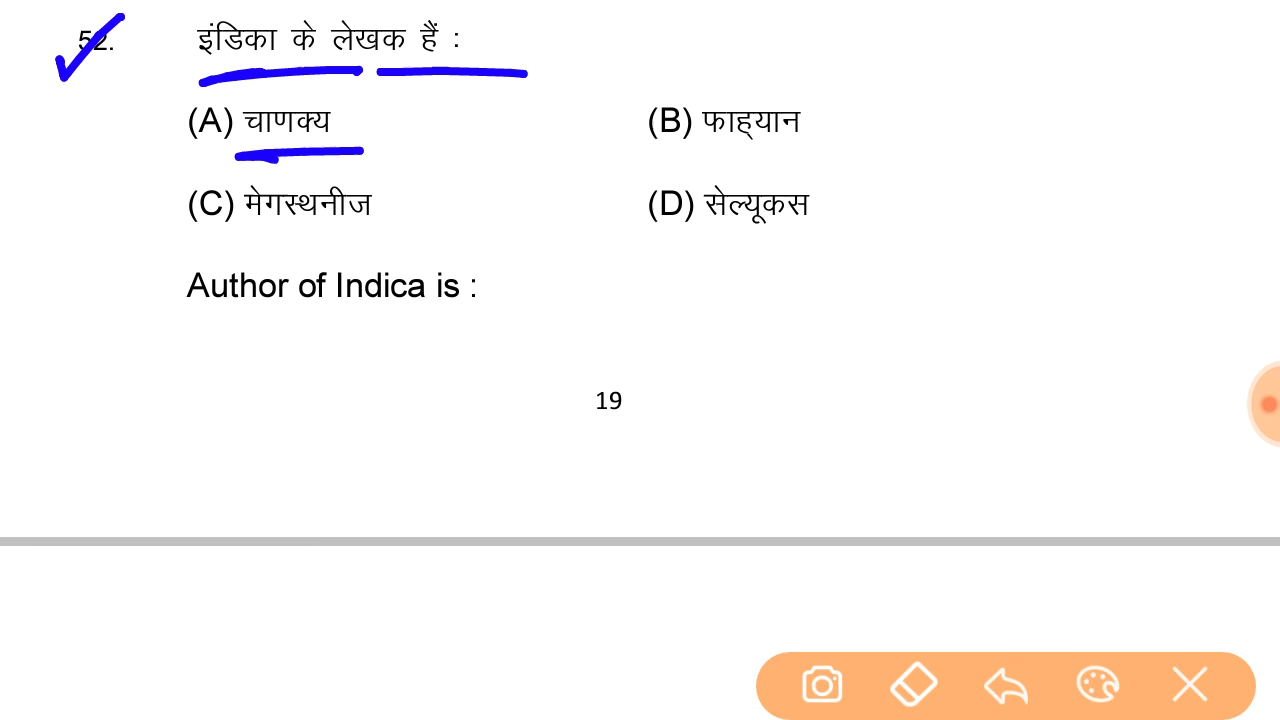 52. इंडिका के लेखक हैं :
(A) चाणक्य (B) फाह्यान
(C) मेगस्थनीज (D) सेल्यूकस
Author of Indica is :
19